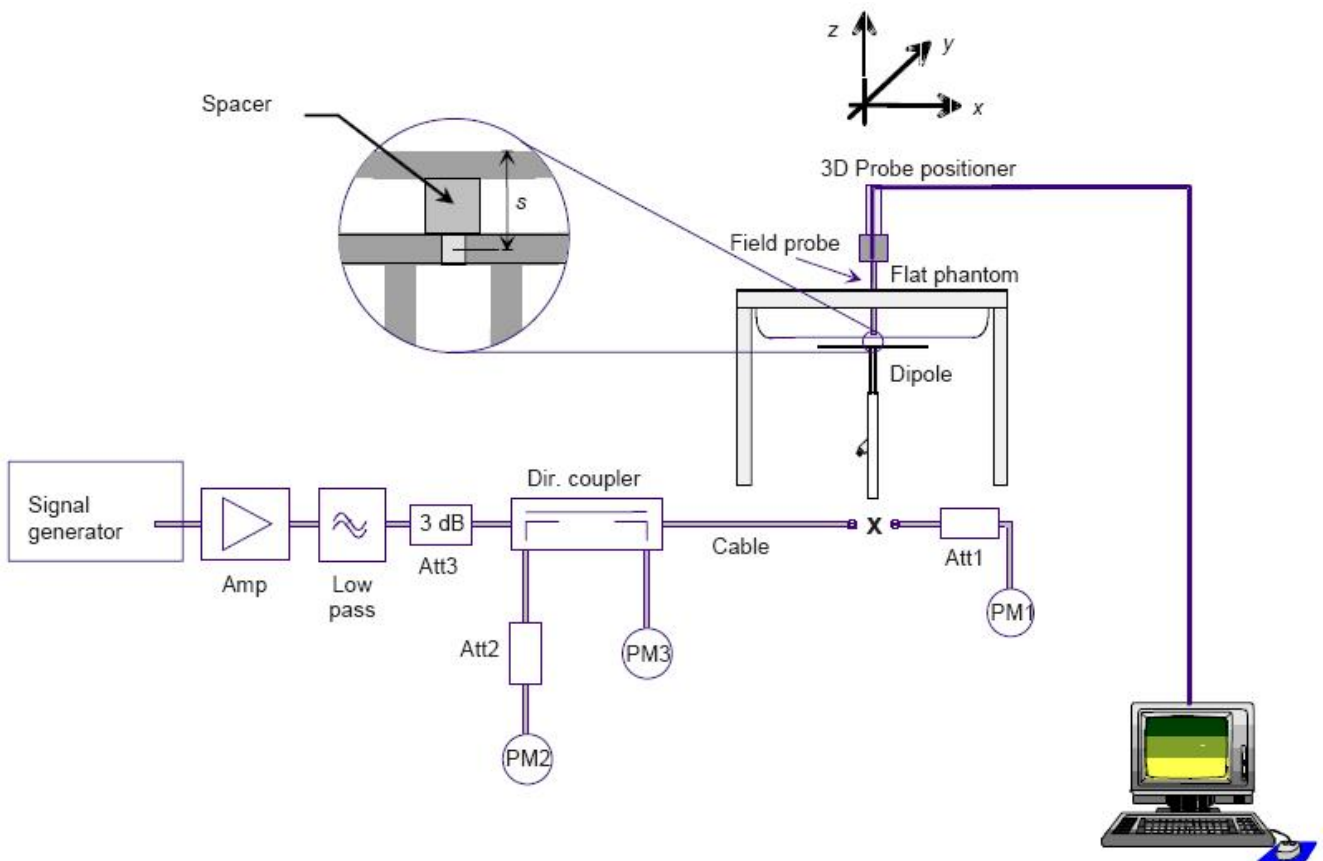 z
y
x
Spacer
s
3D Probe positioner
Field probe
Flat phantom
Dipole
Dir. coupler
Signal
generator
3 dB
X
Cable
Att3
Att1
Amp
Low
pass
PM1
Att2
PM3
PM2